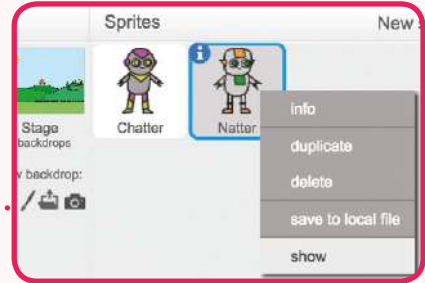 Sprites New
Stage
backdrops
Chatter
Natter
backdrop:
info
duplicate
delete
save to local file
show